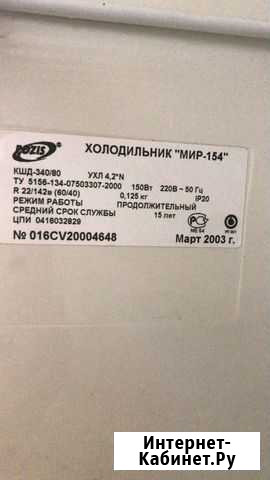 POZIS
ХОЛОДИЛЬНИК "МИР-154"
КШД-340/80 УХЛ 4,2*N
ТУ 5156-134-07503307-2000 150Вт 220В ~ 50 Гц
R 22/142в (60/40) 0,125 кг IP20
РЕЖИМ РАБОТЫ ПРОДОЛЖИТЕЛЬНЫЙ
СРЕДНИЙ СРОК СЛУЖБЫ 15 лет
ЦПИ 0416032829
№ 016CV20004648 Март 2003 г.
Интернет-
Кабинет.Ру